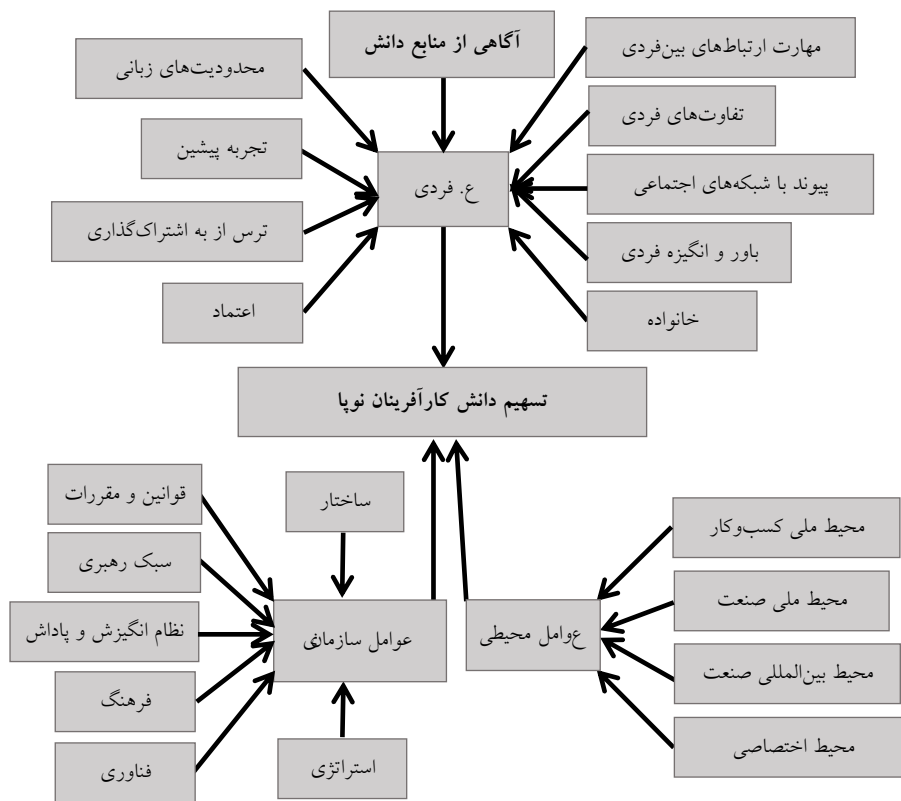 آگاهی از منابع دانش
مهارت ارتباط‌های بین‌فردی
محدودیت‌های زبانی
تفاوت‌های فردی
تجربه پیشین
ع. فردی
پیوند با شبکه‌های اجتماعی
ترس از به اشتراک‌گذاری
باور و انگیزه فردی
اعتماد
خانواده
تسهیم دانش کارآفرینان نوپا
قوانین و مقررات
ساختار
محیط ملی کسب‌وکار
سبک رهبری
محیط ملی صنعت
نظام انگیزش و پاداش
عوامل سازمانی
عوامل محیطی
محیط بین‌المللی صنعت
فرهنگ
محیط اختصاصی
فناوری
استراتژی